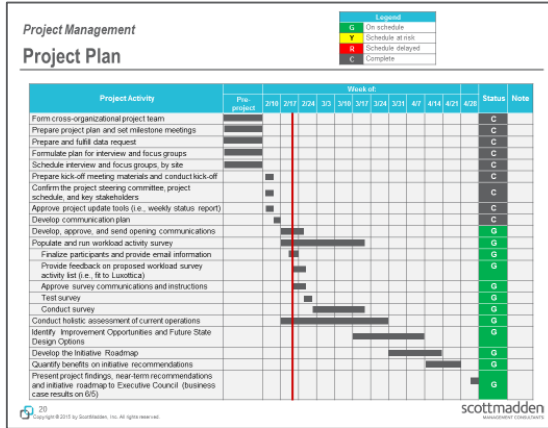 Project Management
Project Plan
Legend
G On schedule
Y Schedule at risk
R Schedule delayed
C Complete
Project Activity
Pre-project
Week of:
2/10 2/17 2/24 3/3 3/10 3/17 3/24 3/31 4/7 4/14 4/21 4/28
Status
Note
Form cross-organizational project team C
Prepare project plan and set milestone meetings C
Prepare and fulfill data request C
Formulate plan for interview and focus groups C
Schedule interview and focus groups, by site C
Prepare kick-off meeting materials and conduct kick-off C
Confirm the project steering committee, project
schedule, and key stakeholders C
Approve project update tools (i.e., weekly status report) C
Develop communication plan C
Develop, approve, and send opening communications G
Populate and run workload activity survey G
Finalize participants and provide email information G
Provide feedback on proposed workload survey
activity list (i.e., fit to Luxottica) G
Approve survey communications and instructions G
Test survey G
Conduct survey G
Conduct holistic assessment of current operations G
Identify Improvement Opportunities and Future State
Design Options G
Develop the Initiative Roadmap G
Quantify benefits on initiative recommendations G
Present project findings, near-term recommendations
and initiative roadmap to Executive Council (business
case results on 6/5) G
20
Copyright © 2015 by ScottMadden, Inc. All rights reserved.
scottmadden
MANAGEMENT CONSULTANTS